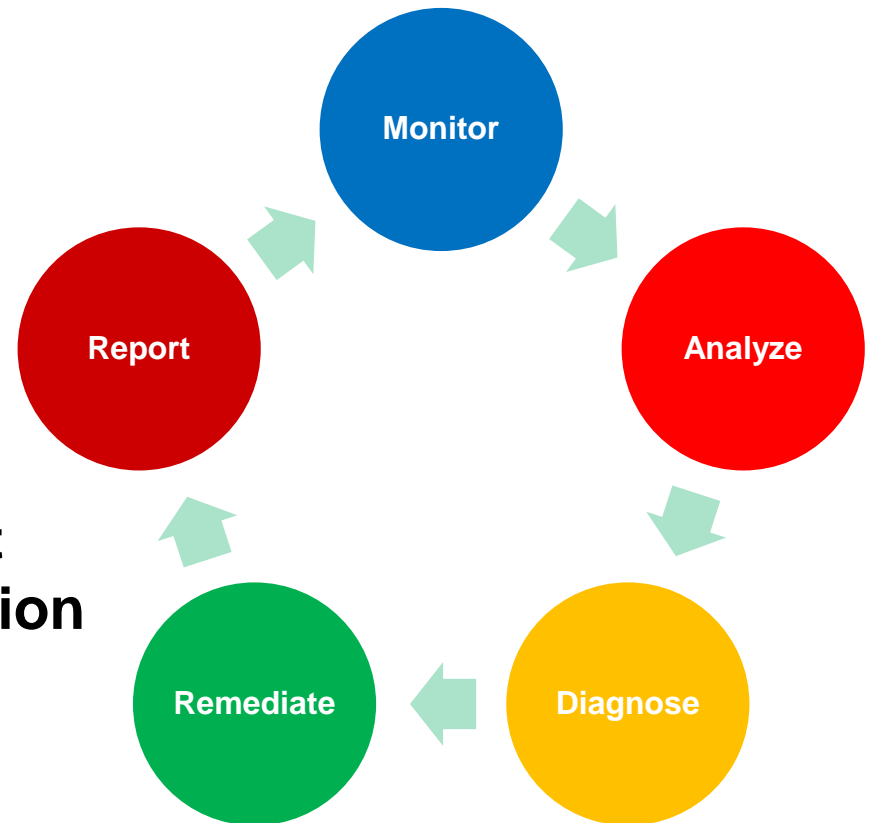 Monitor
Analyze
Diagnose
Remediate
Report
ion